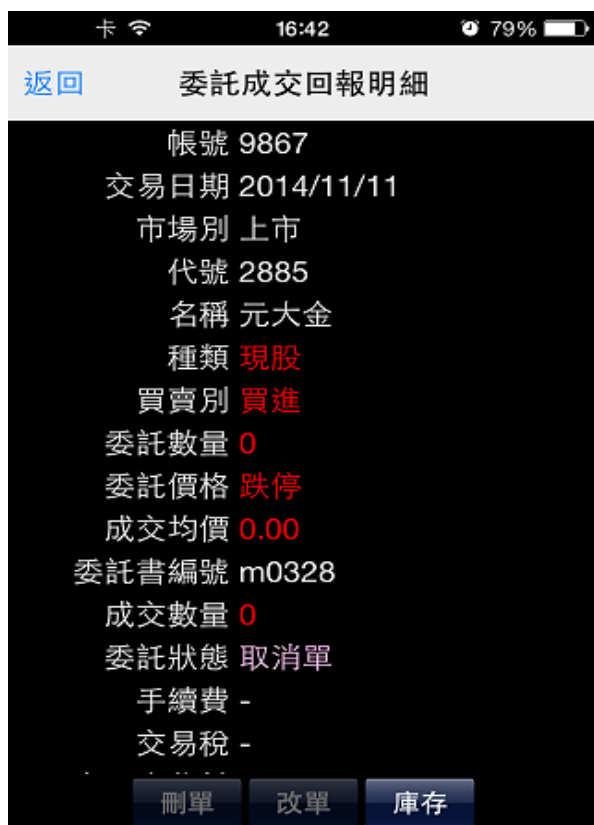 卡 16:42 79%
返回 委託成交回報明細
帳號 9867
交易日期 2014/11/11
市場別 上市
代號 2885
名稱 元大金
種類 現股
買賣別 買進
委託數量 0
委託價格 跌停
成交均價 0.00
委託書編號 m0328
成交數量 0
委託狀態 取消單
手續費 -
交易稅 -
刪單 改單 庫存